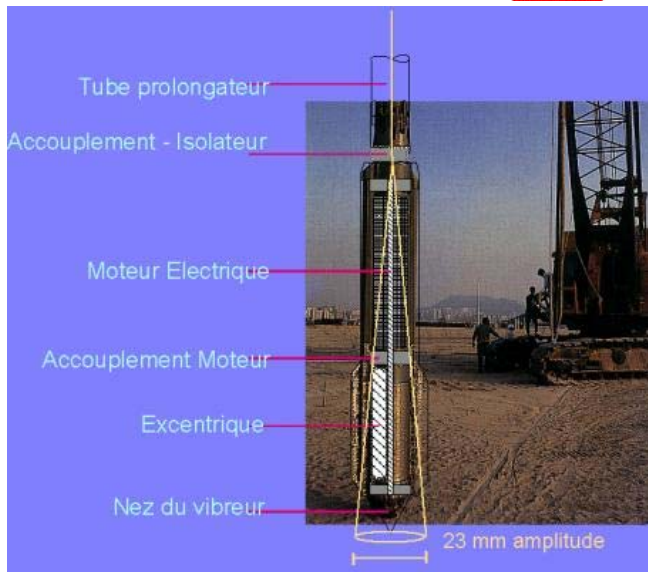 Tube prolongateur
Accouplement - Isolateur
Moteur Electrique
Accouplement Moteur
Excentrique
Nez du vibreur
23 mm amplitude